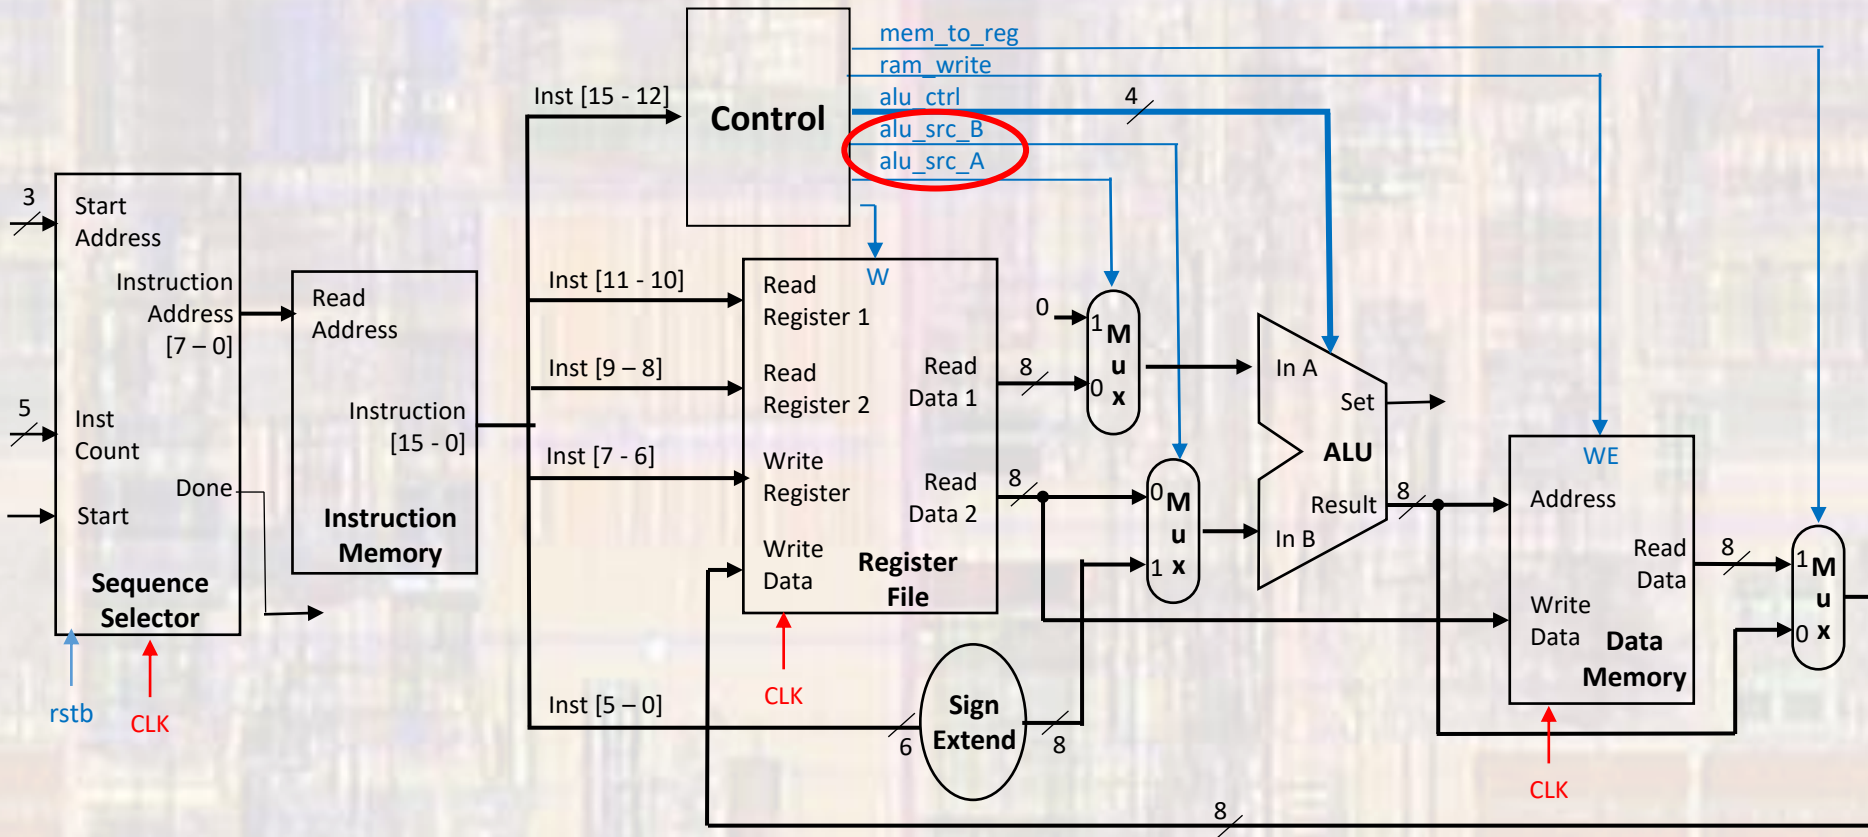 mem_to_reg
ram_write
alu_ctrl
4
alu_src_B
alu_src_A
Control
Inst [15 - 12]
3
Start
Address
Instruction
Address
[7 – 0]
5
Inst
Count
Done
Start
Sequence
Selector
rstb
CLK
Read
Address
Instruction
[15 - 0]
Instruction
Memory
Inst [11 - 10]
Inst [9 – 8]
Inst [7 - 6]
Inst [5 – 0]
6
W
Read
Register 1
Read
Register 2
Write
Register
Write
Data
Read
Data 1
Read
Data 2
Register
File
CLK
Sign
Extend
8
8
8
0
1
M
u
0
x
0
M
u
1
x
In A
Set
ALU
Result
In B
8
WE
Address
Read
Data
Write
Data
Data
Memory
CLK
8
1
M
u
0
x
8